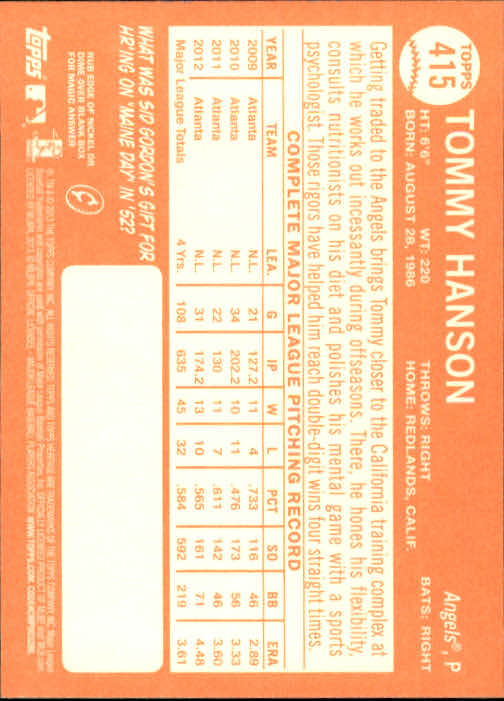 TOPPS
415
TOMMY HANSON
Angels®, P
HT: 6'6" WT: 220 THROWS: RIGHT BATS: RIGHT
BORN: AUGUST 28, 1986 HOME: REDLANDS, CALIF.
Getting traded to the Angels brings Tommy closer to the California training complex at
which he works out incessantly during offseasons. There, he hones his flexibility,
consults nutritionists on his diet and polishes his mental game with a sports
psychologist. Those rigors have helped him reach double-digit wins four straight times.
COMPLETE MAJOR LEAGUE PITCHING RECORD
YEAR TEAM LEA. G IP W L PCT SO BB ERA
2009 Atlanta N.L. 21 127.2 11 4 .733 116 46 2.89
2010 Atlanta N.L. 34 202.2 10 11 .476 173 56 3.33
2011 Atlanta N.L. 22 130 11 7 .611 142 46 3.60
2012 Atlanta N.L. 31 174.2 13 10 .565 161 71 4.48
Major League Totals 4 Yrs. 108 635 45 32 .584 592 219 3.61
WHAT WAS SID GORDON'S GIFT FOR
HR'ING ON "MAINE DAY" IN '52?
RUB EDGE OF NICKEL OR
DIME OVER BLANK BOX
FOR MAGIC ANSWER
topps